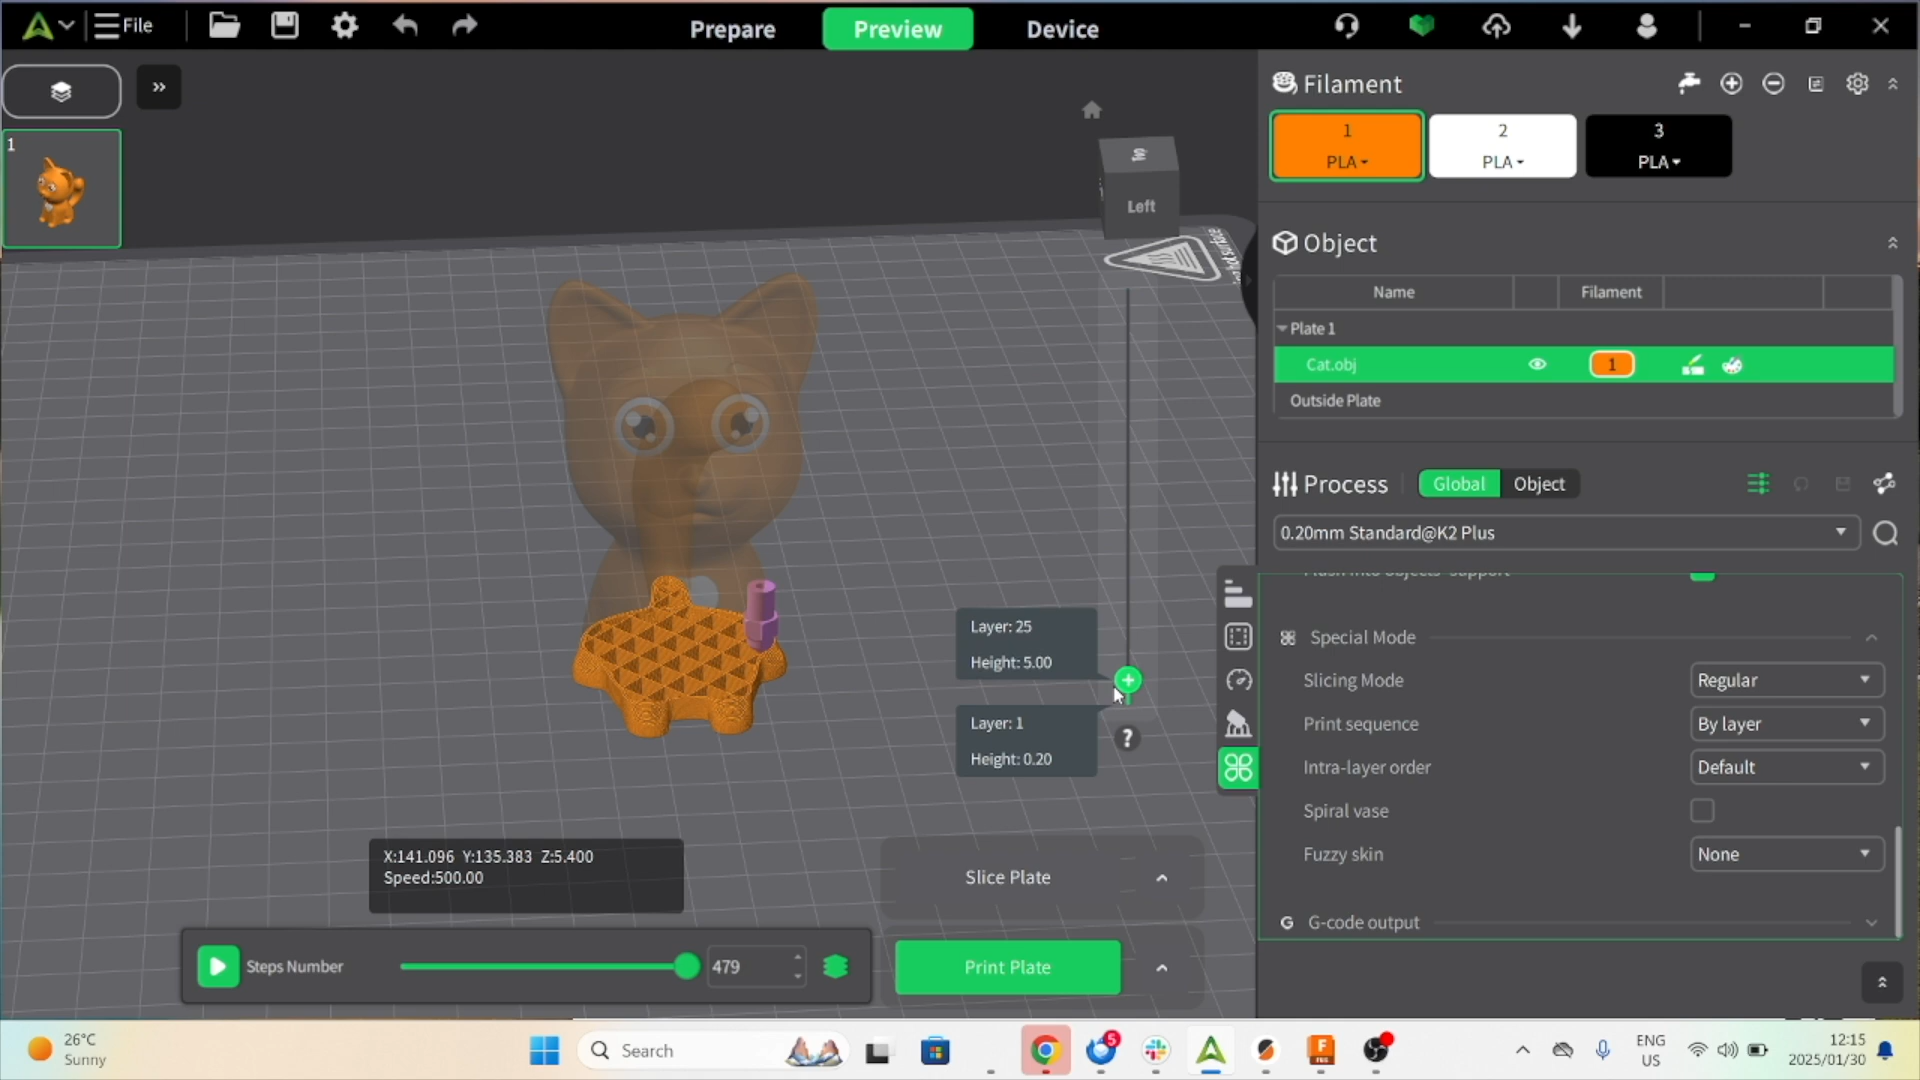 File
Prepare
Preview
Device
1
Left
Filament
1
PLA
2
PLA
3
PLA
Object
Name
Filament
Plate 1
Cat.obj
1
Outside Plate
Process
Global
Object
0.20mm Standard@K2 Plus
Special Mode
Slicing Mode
Regular
Print sequence
By layer
Intra-layer order
Default
Spiral vase
Fuzzy skin
None
G-code output
Layer: 25
Height: 5.00
Layer: 1
Height: 0.20
?
X:141.096 Y:135.383 Z:5.400
Speed:500.00
Slice Plate
Steps Number
479
Print Plate
26°C
Sunny
Search
5
ENG
US
12:15
2025/01/30